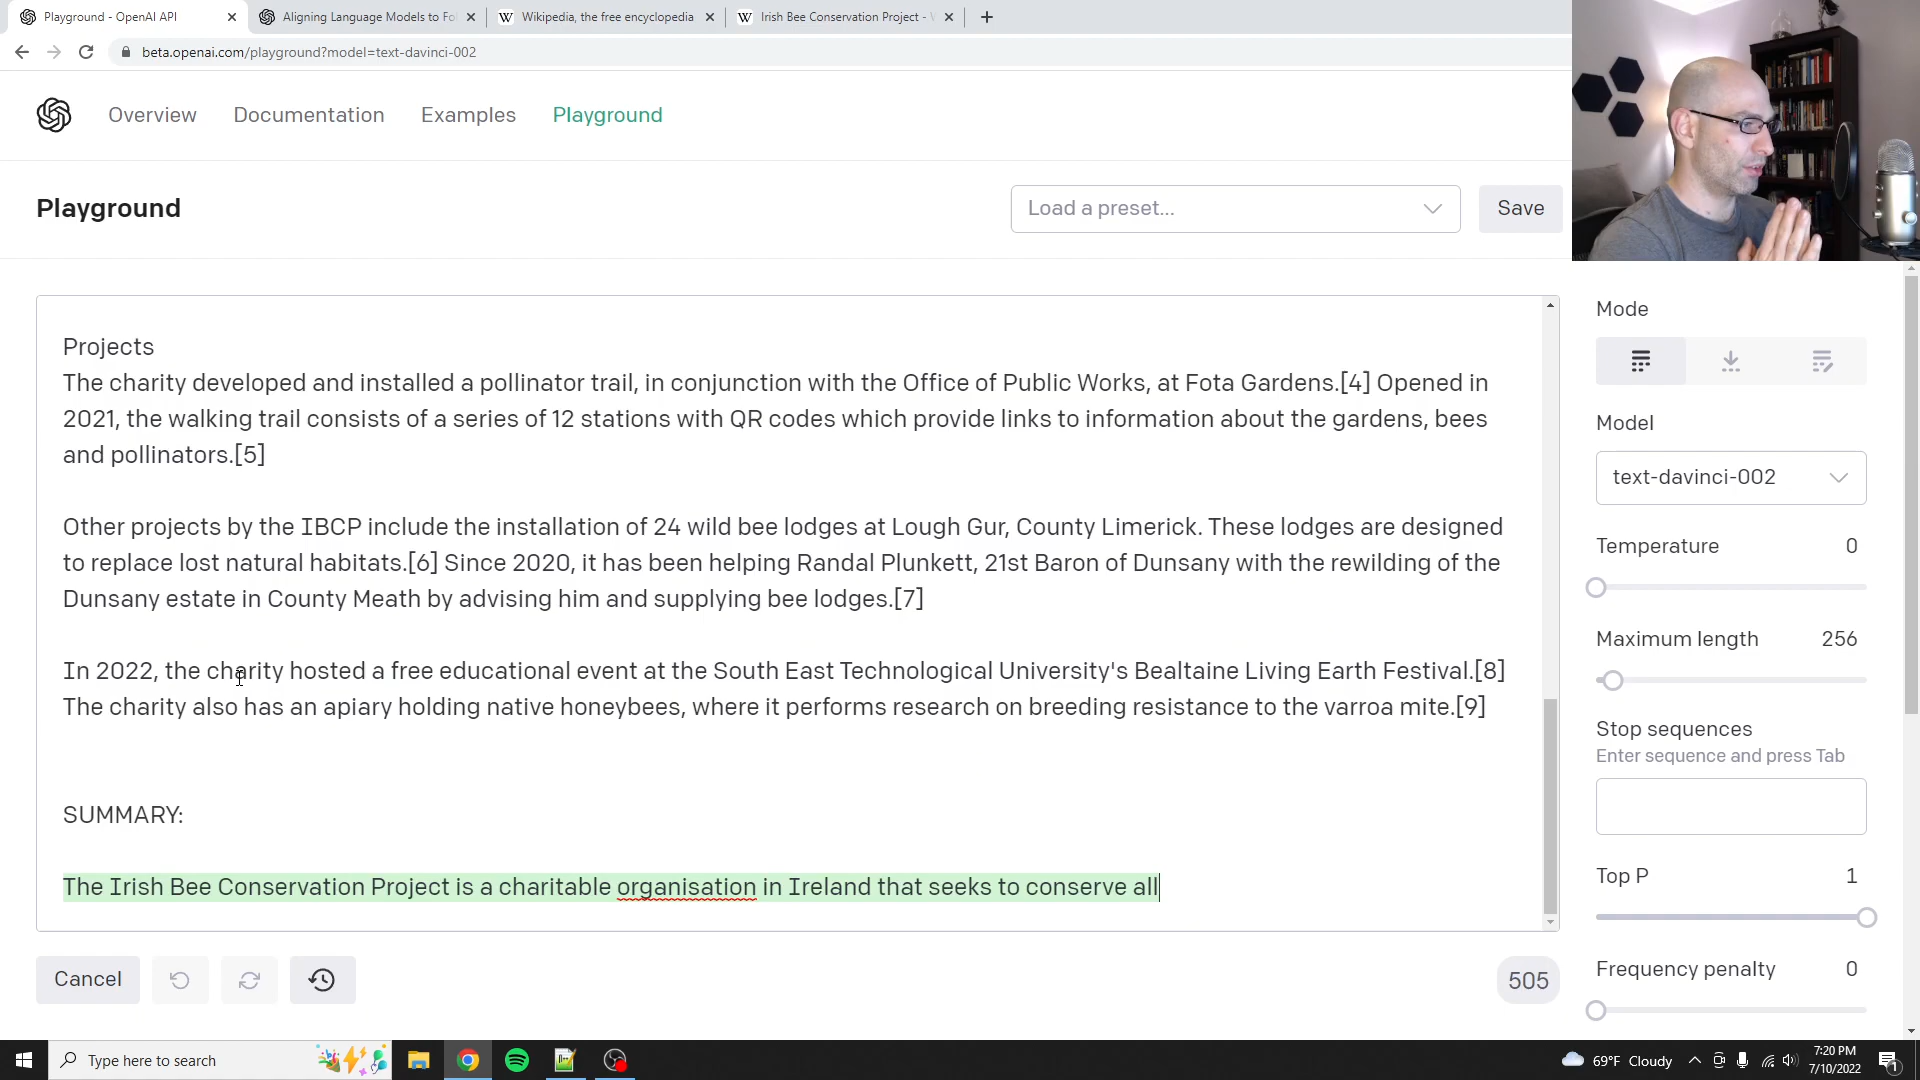 Playground - OpenAI API
Aligning Language Models to Fol
Wikipedia, the free encyclopedia
Irish Bee Conservation Project -
beta.openai.com/playground?model=text-davinci-002
Overview
Documentation
Examples
Playground
Playground
Load a preset...
Save
Projects
The charity developed and installed a pollinator trail, in conjunction with the Office of Public Works, at Fota Gardens.[4] Opened in
2021, the walking trail consists of a series of 12 stations with QR codes which provide links to information about the gardens, bees
and pollinators.[5]
Other projects by the IBCP include the installation of 24 wild bee lodges at Lough Gur, County Limerick. These lodges are designed
to replace lost natural habitats.[6] Since 2020, it has been helping Randal Plunkett, 21st Baron of Dunsany with the rewilding of the
Dunsany estate in County Meath by advising him and supplying bee lodges.[7]
In 2022, the charity hosted a free educational event at the South East Technological University's Bealtaine Living Earth Festival.[8]
The charity also has an apiary holding native honeybees, where it performs research on breeding resistance to the varroa mite.[9]
SUMMARY:
The Irish Bee Conservation Project is a charitable organisation in Ireland that seeks to conserve all
Cancel
505
Mode
Model
text-davinci-002
Temperature 0
Maximum length 256
Stop sequences
Enter sequence and press Tab
Top P 1
Frequency penalty 0
Type here to search
69°F Cloudy
7:20 PM
7/10/2022
1